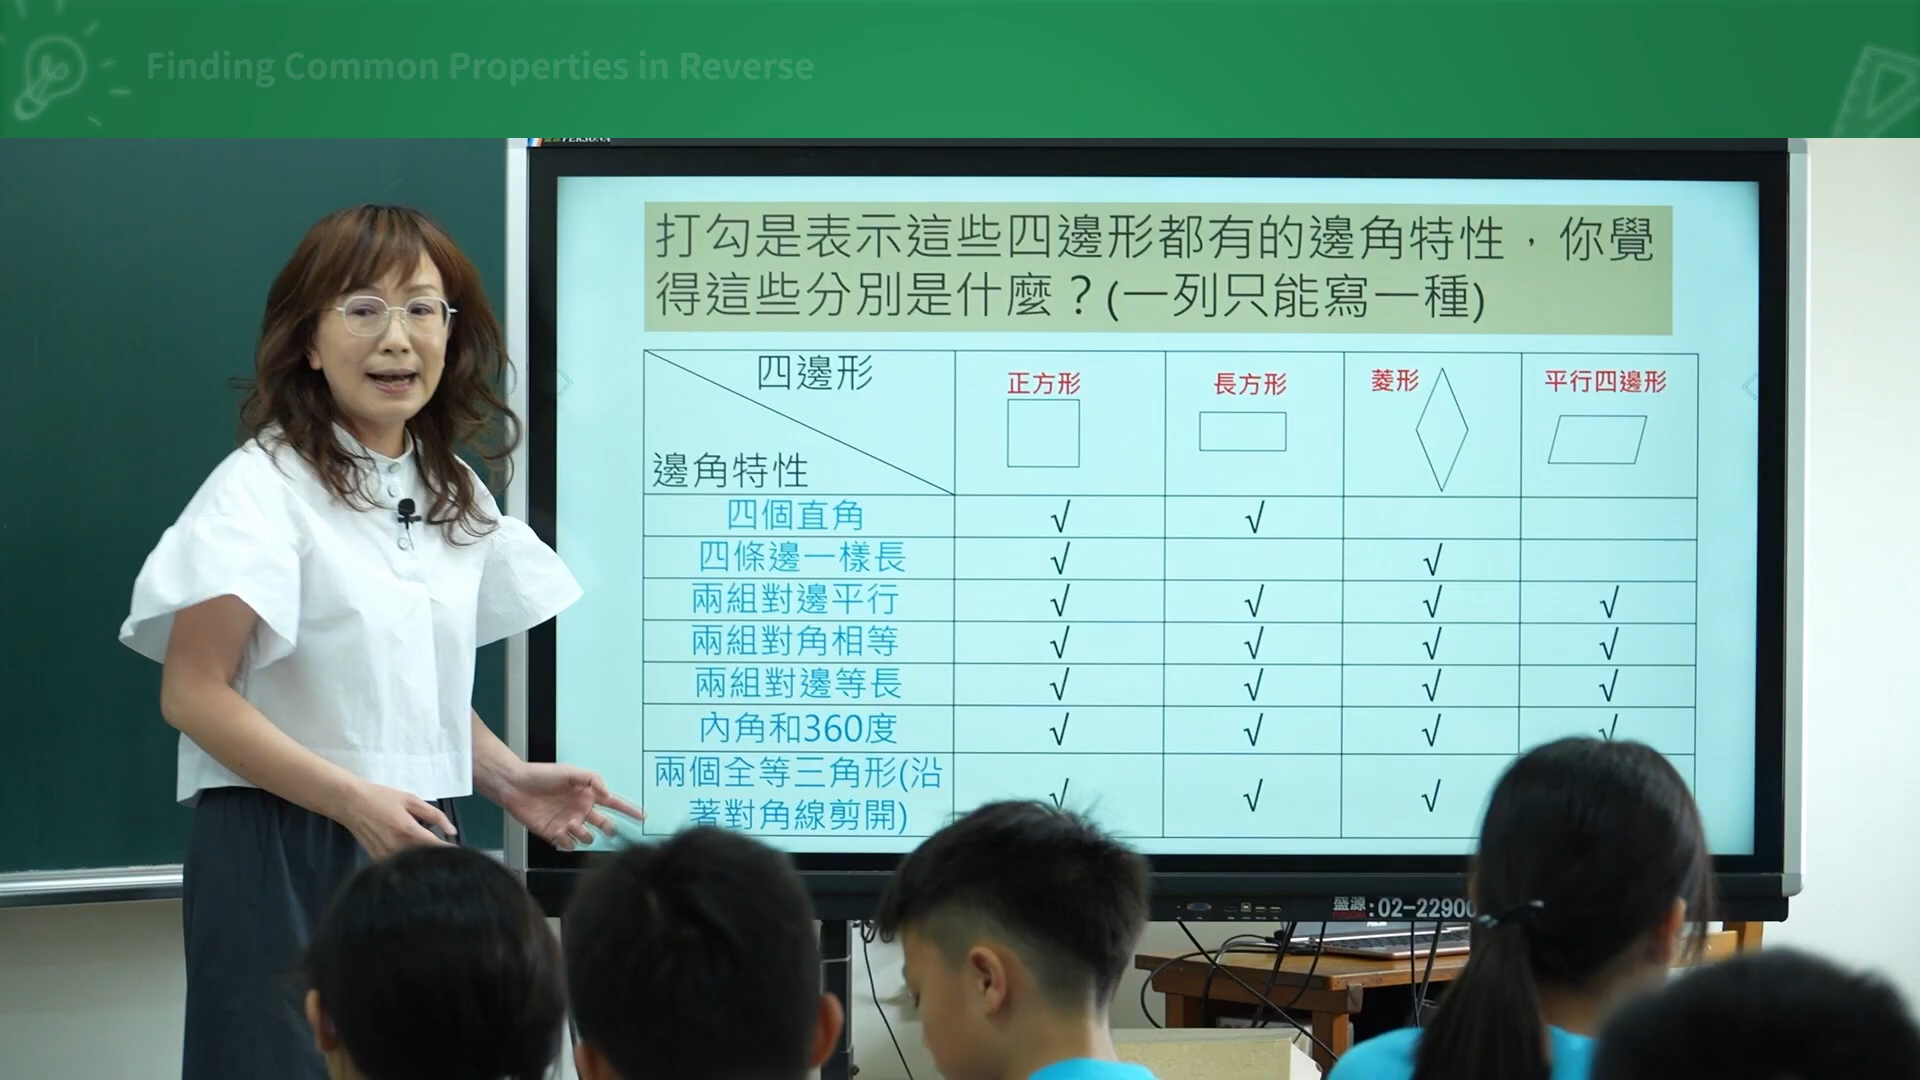 Finding Common Properties in Reverse
打勾是表示這些四邊形都有的邊角特性，你覺
得這些分別是什麼？(一列只能寫一種)
四邊形
邊角特性
正方形
長方形
菱形
平行四邊形
四個直角 √ √
四條邊一樣長 √ √
兩組對邊平行 √ √ √ √
兩組對角相等 √ √ √ √
兩組對邊等長 √ √ √ √
內角和360度 √ √ √ √
兩個全等三角形(沿
著對角線剪開) √ √ √
盛源:02-2290